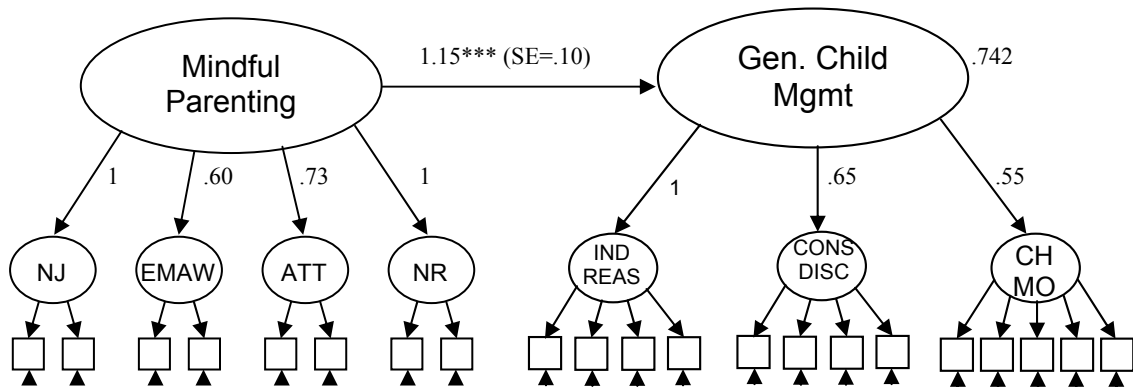 Mindful
Parenting
1.15*** (SE=.10)
Gen. Child
Mgmt
.742
1
.60
.73
1
1
.65
.55
NJ
EMAW
ATT
NR
IND
REAS
CONS
DISC
CH
MO